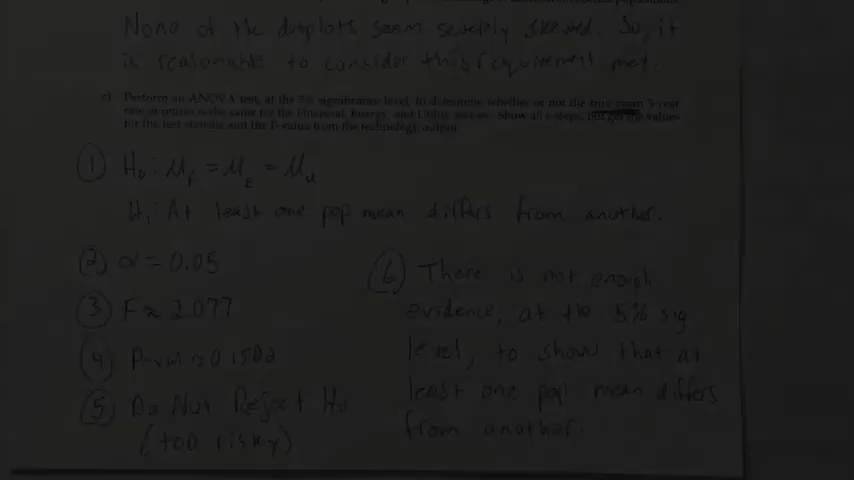 None of the dotplots seem severely skewed. So, it
is reasonable to consider this requirement met.
c) Perform an ANOVA test, at the 5% significance level, to determine whether or not the true mean 5-year
rate of return is the same for the Financial, Energy, and Utility sectors. Show all 6 steps, but get the values
for the test statistic and the P-value from the technology output.
① H₀: μF = μE = μu
H₁: At least one pop mean differs from another.
② α = 0.05
③ F ≈ 2.077
④ P-val ≈ 0.1502
⑤ Do Not Reject H₀
(too risky)
⑥ There is not enough
evidence, at the 5% sig
level, to show that at
least one pop mean differs
from another.